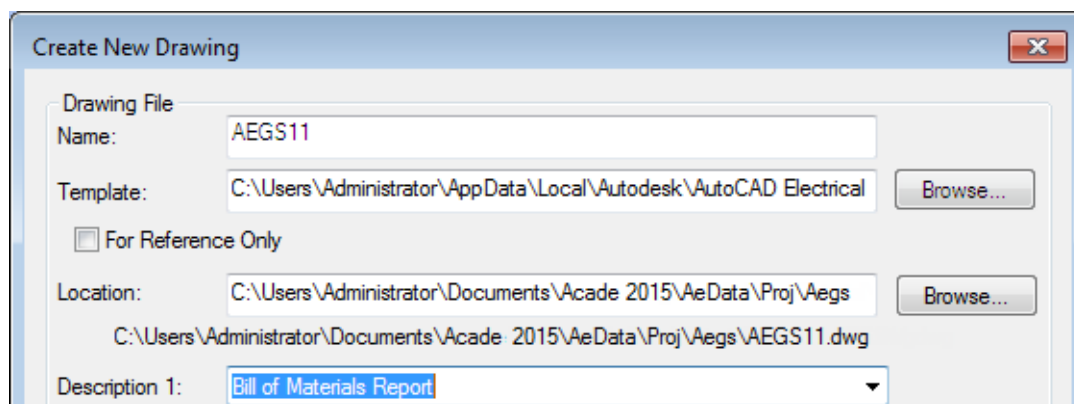 Create New Drawing
Drawing File
Name: AEGS11
Template: C:\Users\Administrator\AppData\Local\Autodesk\AutoCAD Electrical Browse...
For Reference Only
Location: C:\Users\Administrator\Documents\Acade 2015\AeData\Proj\Aegs Browse...
C:\Users\Administrator\Documents\Acade 2015\AeData\Proj\Aegs\AEGS11.dwg
Description 1: Bill of Materials Report